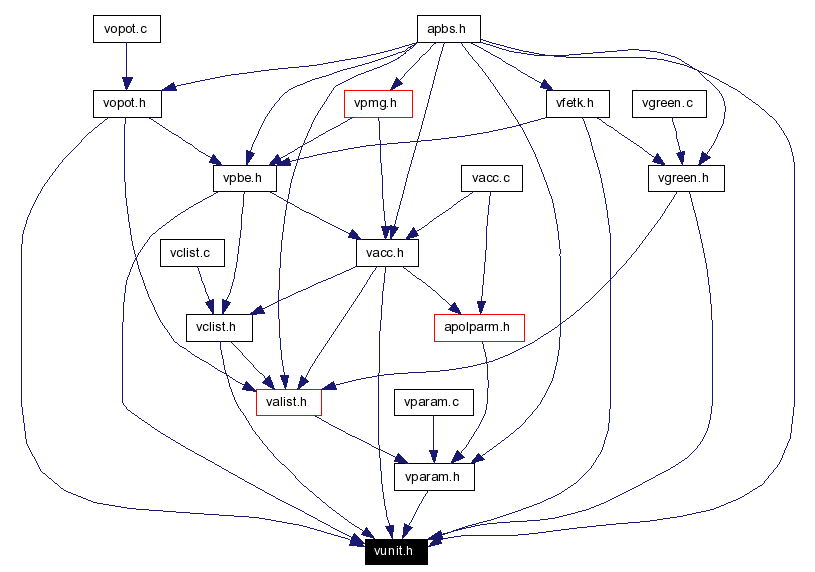 vopot.c
apbs.h
vopot.h
vpmg.h
vfetk.h
vgreen.c
vpbe.h
vacc.c
vgreen.h
vclist.c
vacc.h
vclist.h
apolparm.h
valist.h
vparam.c
vparam.h
vunit.h